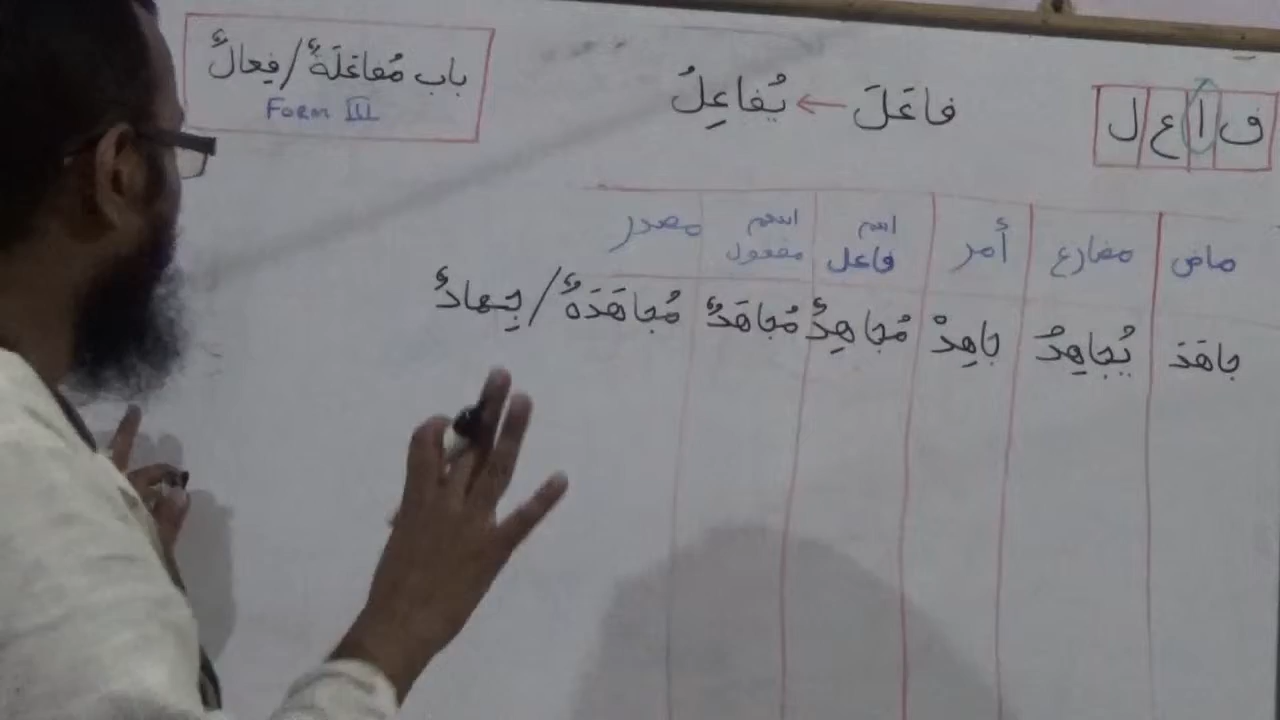 باب مُفاعَلَةٌ/فِعالٌ
Form III
فاعَلَ ← يُفاعِلُ
ف ا ع ل
ماض مضارع أمر اسم فاعل اسم مفعول مصدر
جاهَدَ يُجاهِدُ جاهِدْ مُجاهِدٌ مُجاهَدٌ مُجاهَدَةٌ/جِهادٌ